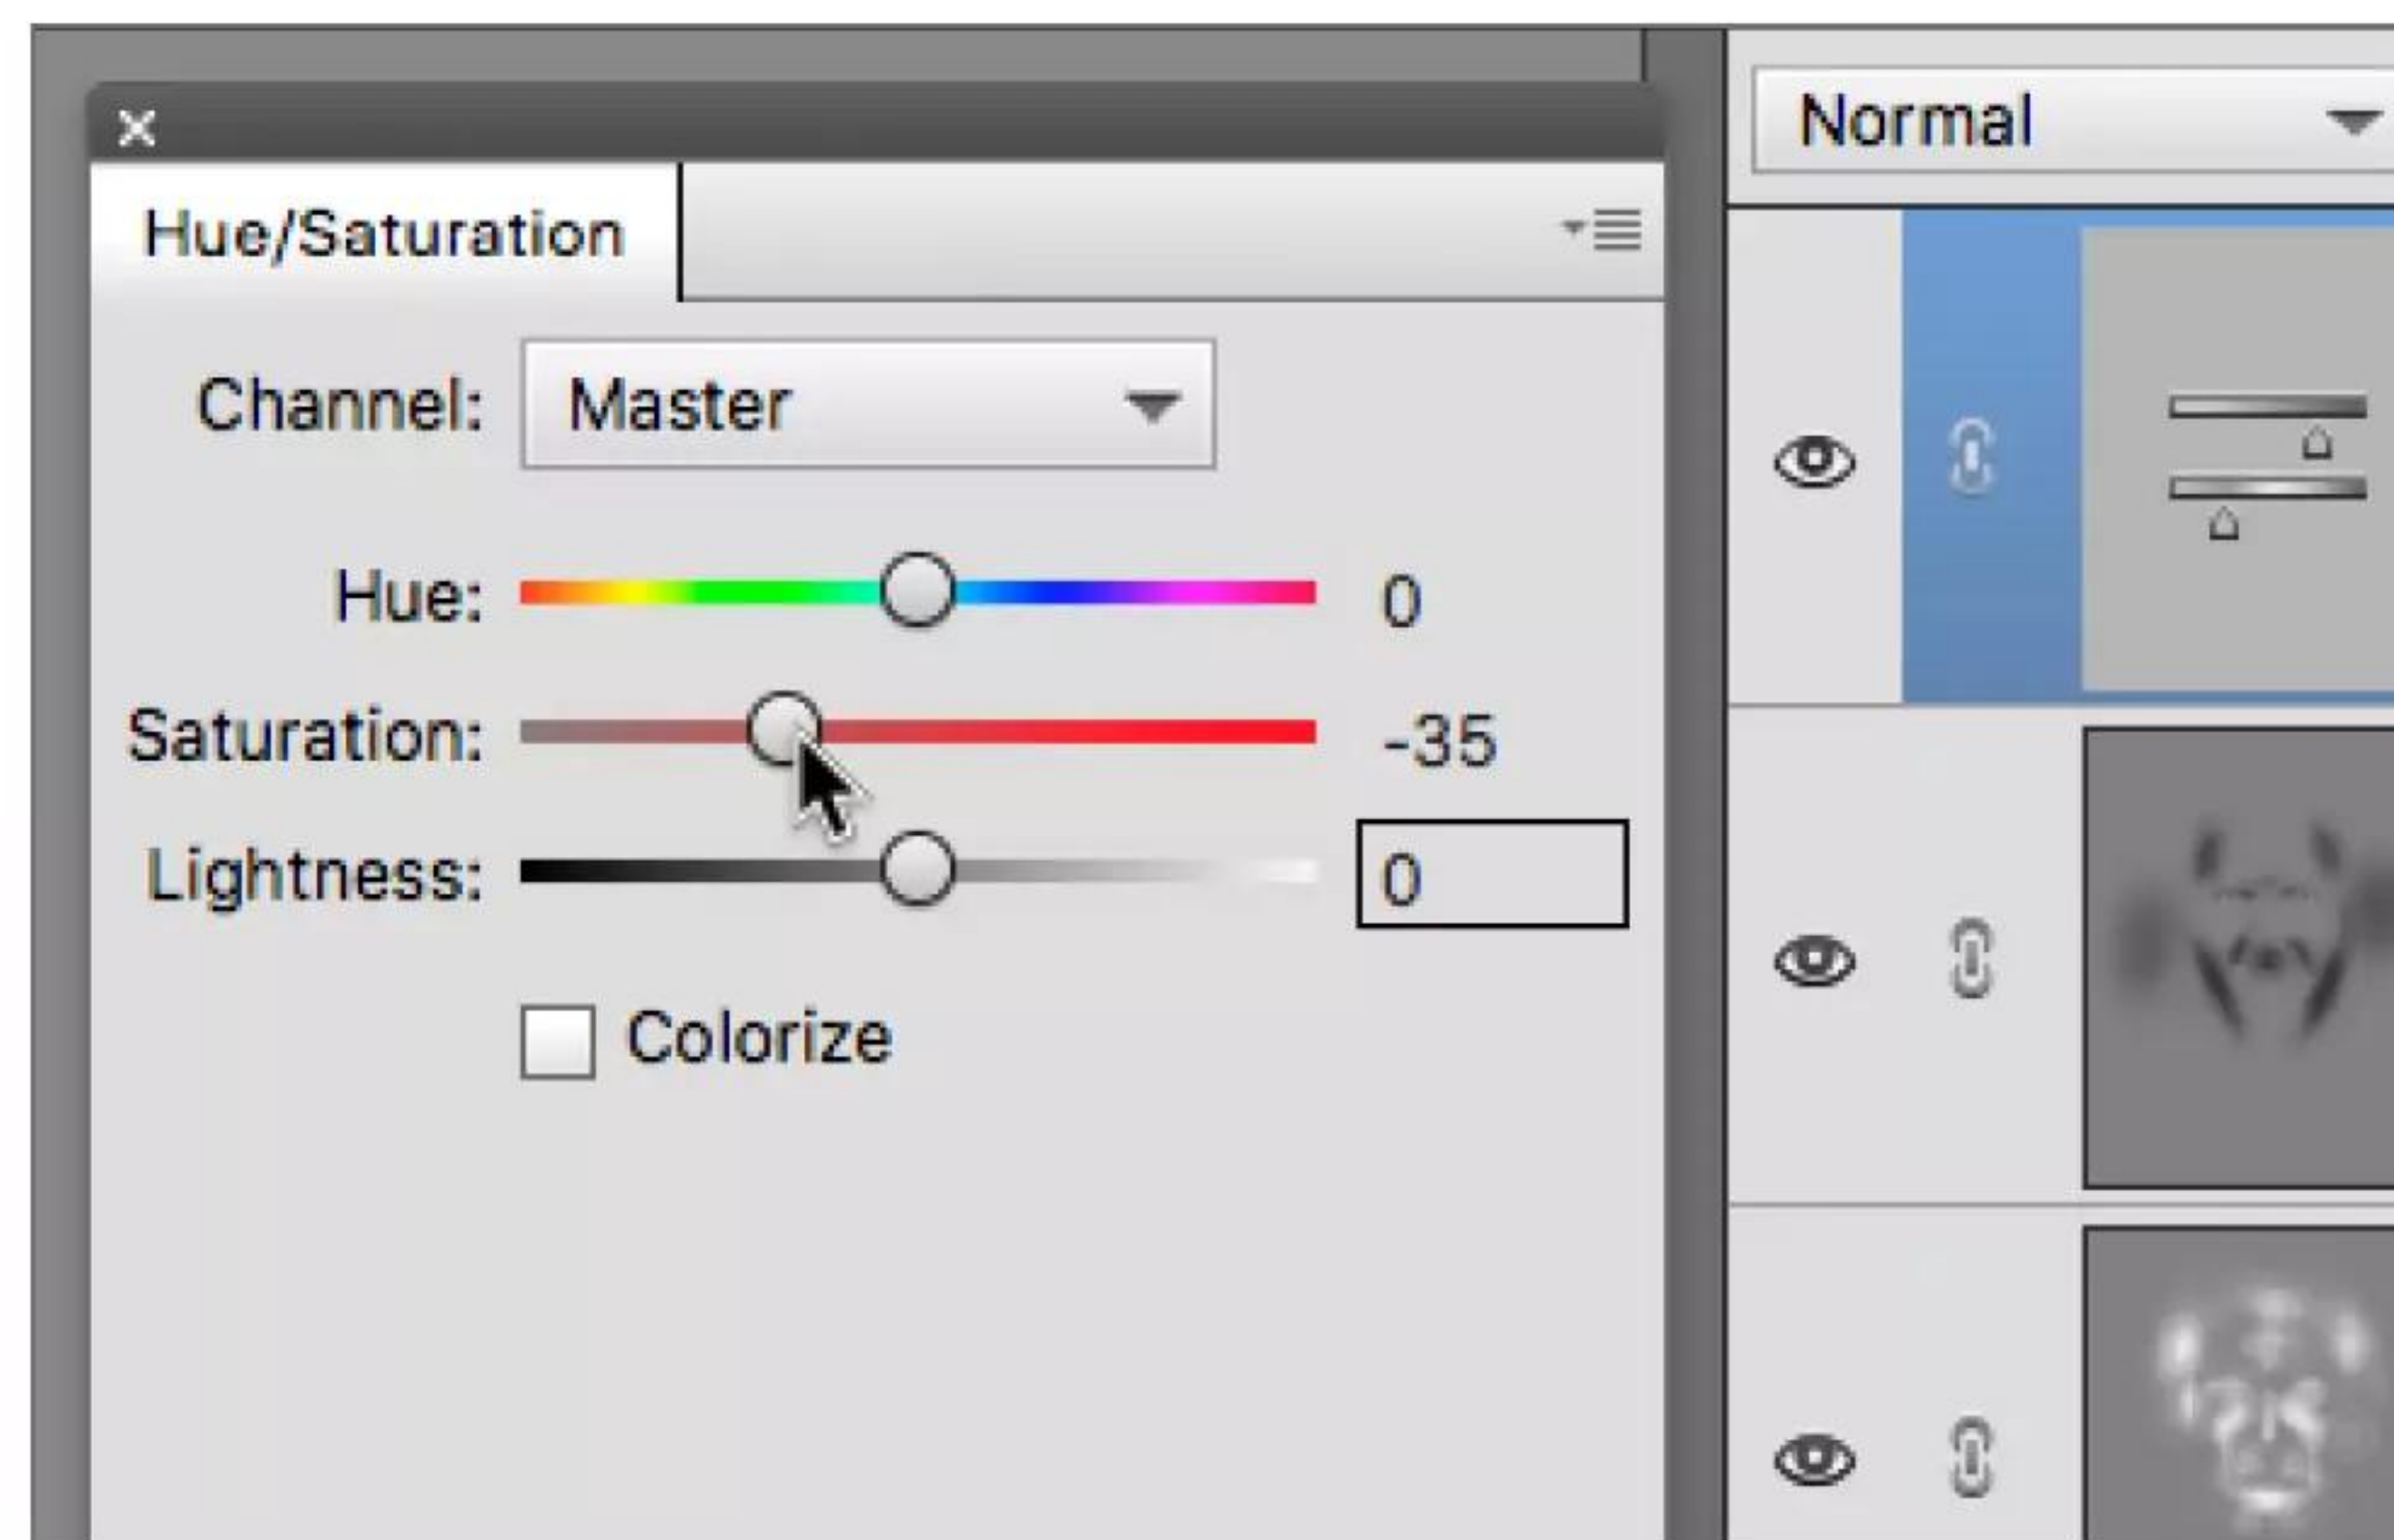 Normal
Hue/Saturation
Channel: Master
Hue: 0
Saturation: -35
Lightness: 0
Colorize